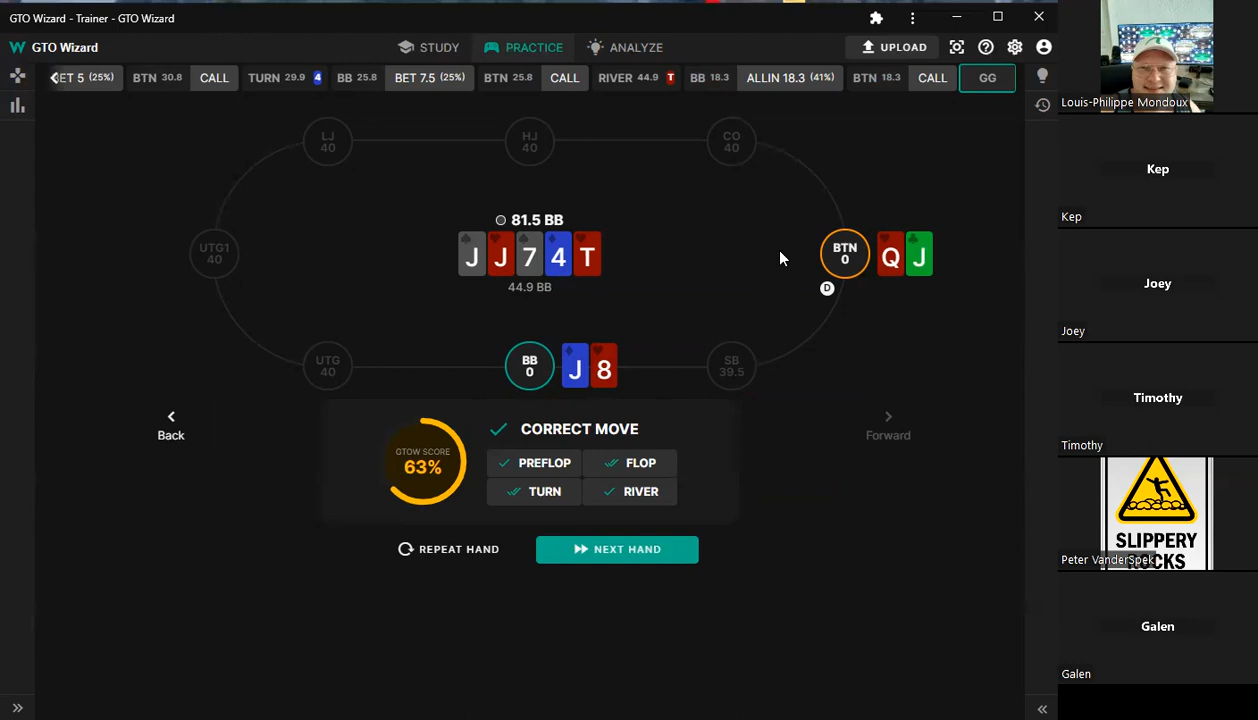 GTO Wizard - Trainer - GTO Wizard
GTO Wizard
STUDY
PRACTICE
ANALYZE
UPLOAD
BET 5 (25%)
BTN 30.8
CALL
TURN 29.9 4
BB 25.8
BET 7.5 (25%)
BTN 25.8
CALL
RIVER 44.9 T
BB 18.3
ALLIN 18.3 (41%)
BTN 18.3
CALL
GG
LJ
40
HJ
40
CO
40
81.5 BB
J J 7 4 T
44.9 BB
UTG1
40
BTN
0
Q J
D
UTG
40
BB
0
J 8
SB
39.5
Back
Forward
GTOW SCORE
63%
CORRECT MOVE
PREFLOP
FLOP
TURN
RIVER
REPEAT HAND
NEXT HAND
Louis-Philippe Mondoux
Kep
Kep
Joey
Joey
Timothy
Timothy
SLIPPERY
ROCKS
Peter VanderSpek
Galen
Galen